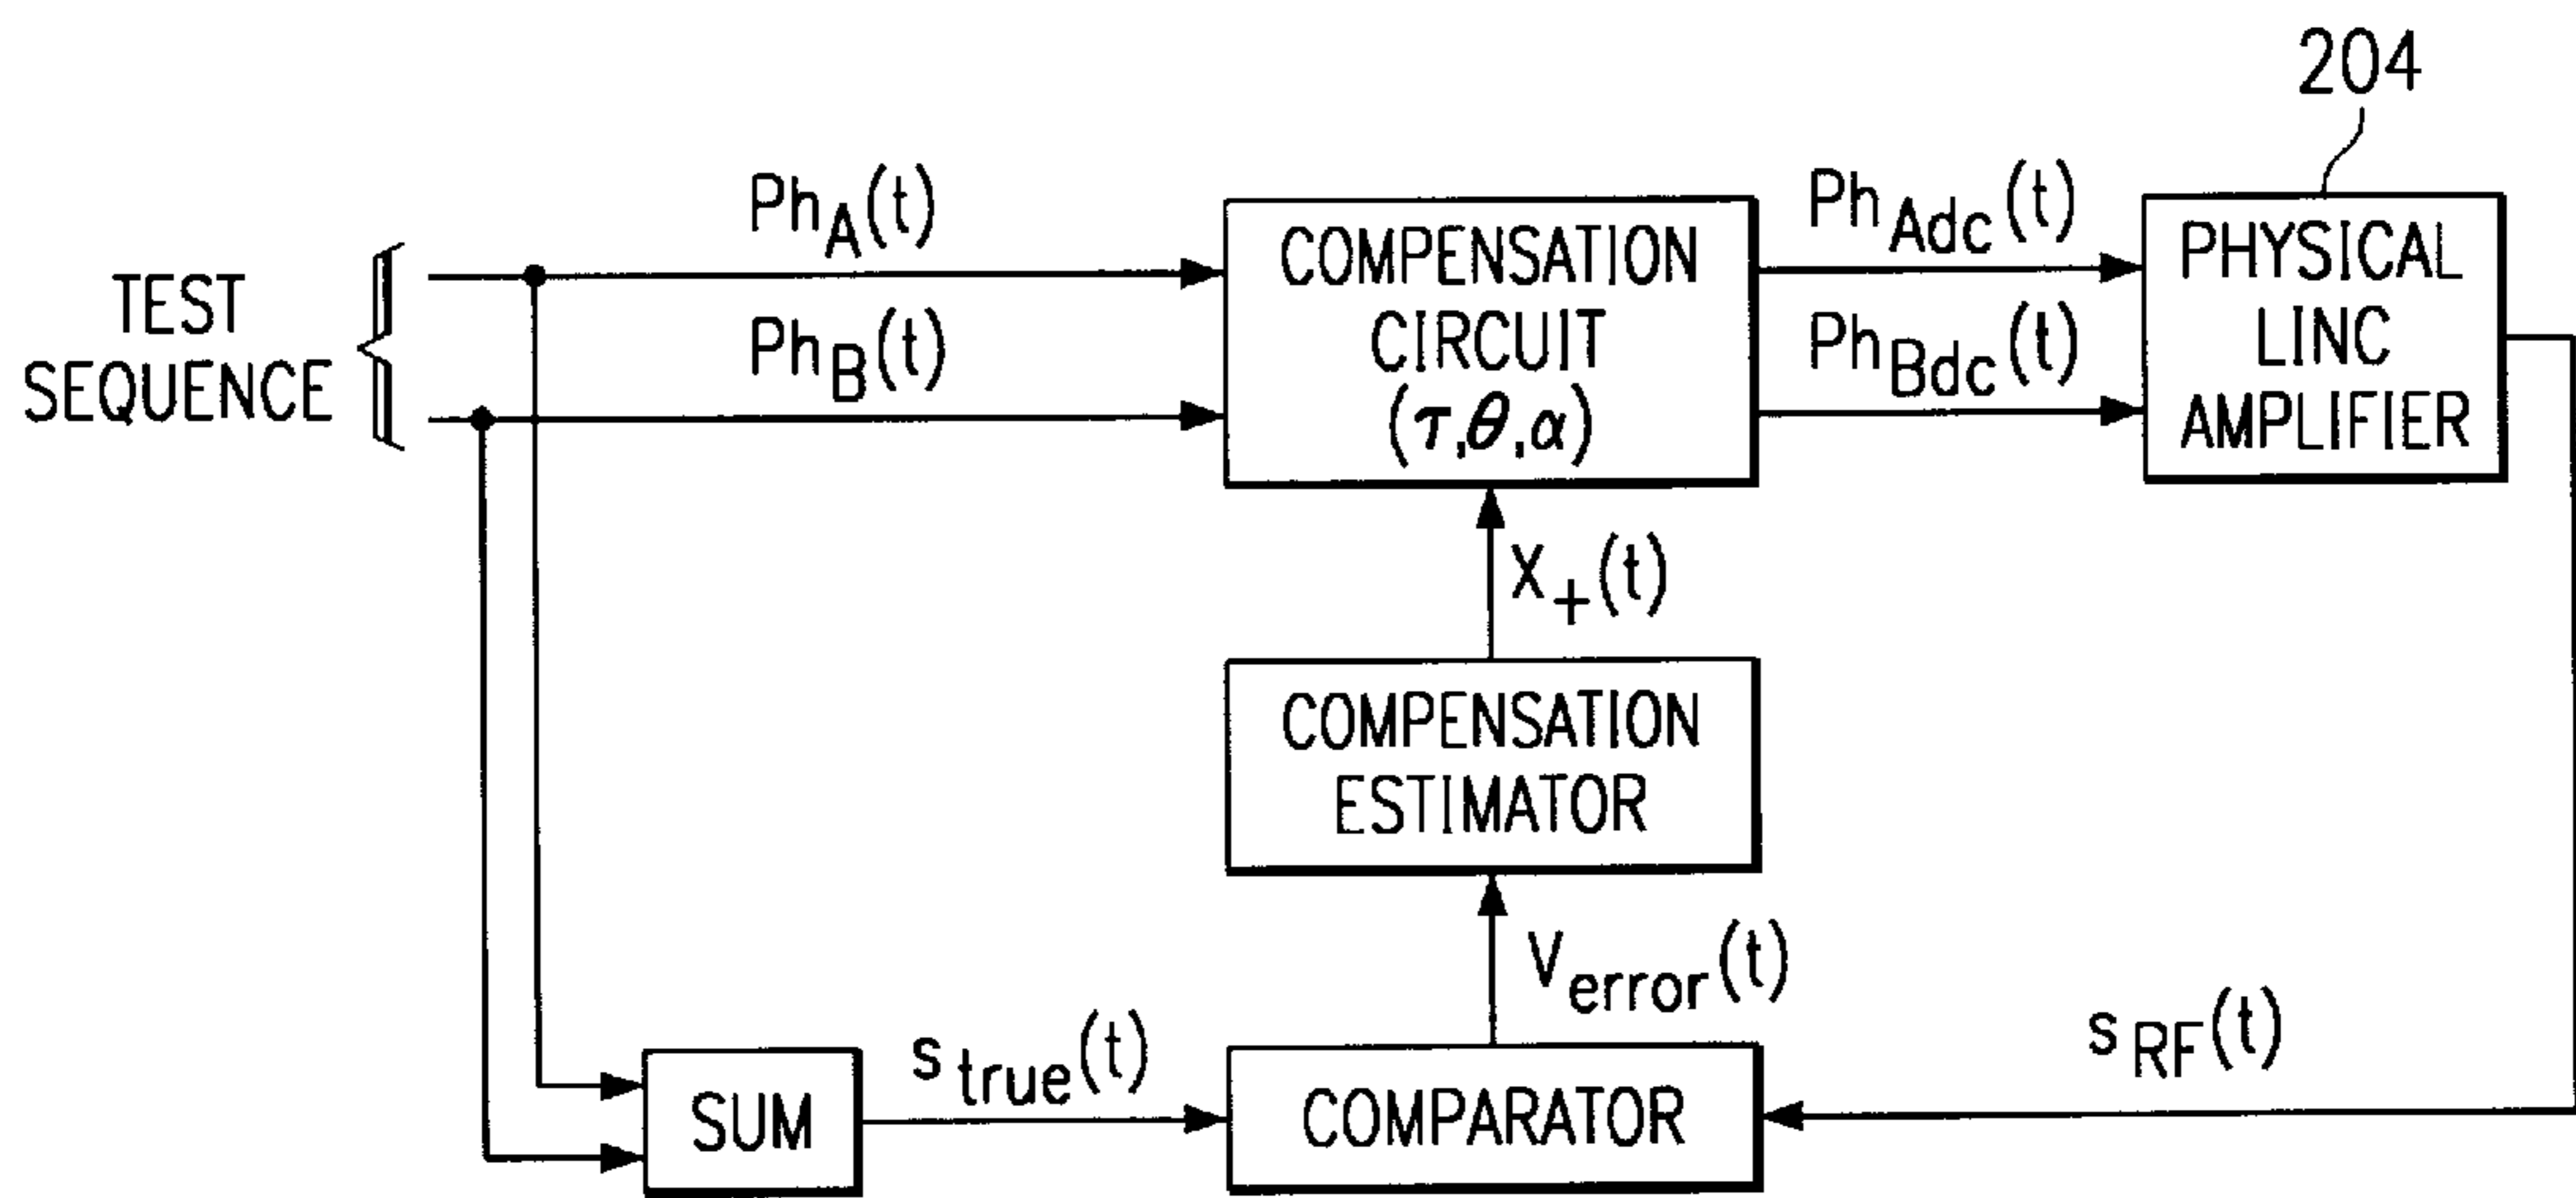 204
Ph_A(t)
Ph_Adc(t)
TEST
SEQUENCE
COMPENSATION
CIRCUIT
(τ,θ,α)
PHYSICAL
LINC
AMPLIFIER
Ph_B(t)
Ph_Bdc(t)
X_+(t)
COMPENSATION
ESTIMATOR
V_error(t)
s_true(t)
s_RF(t)
SUM
COMPARATOR